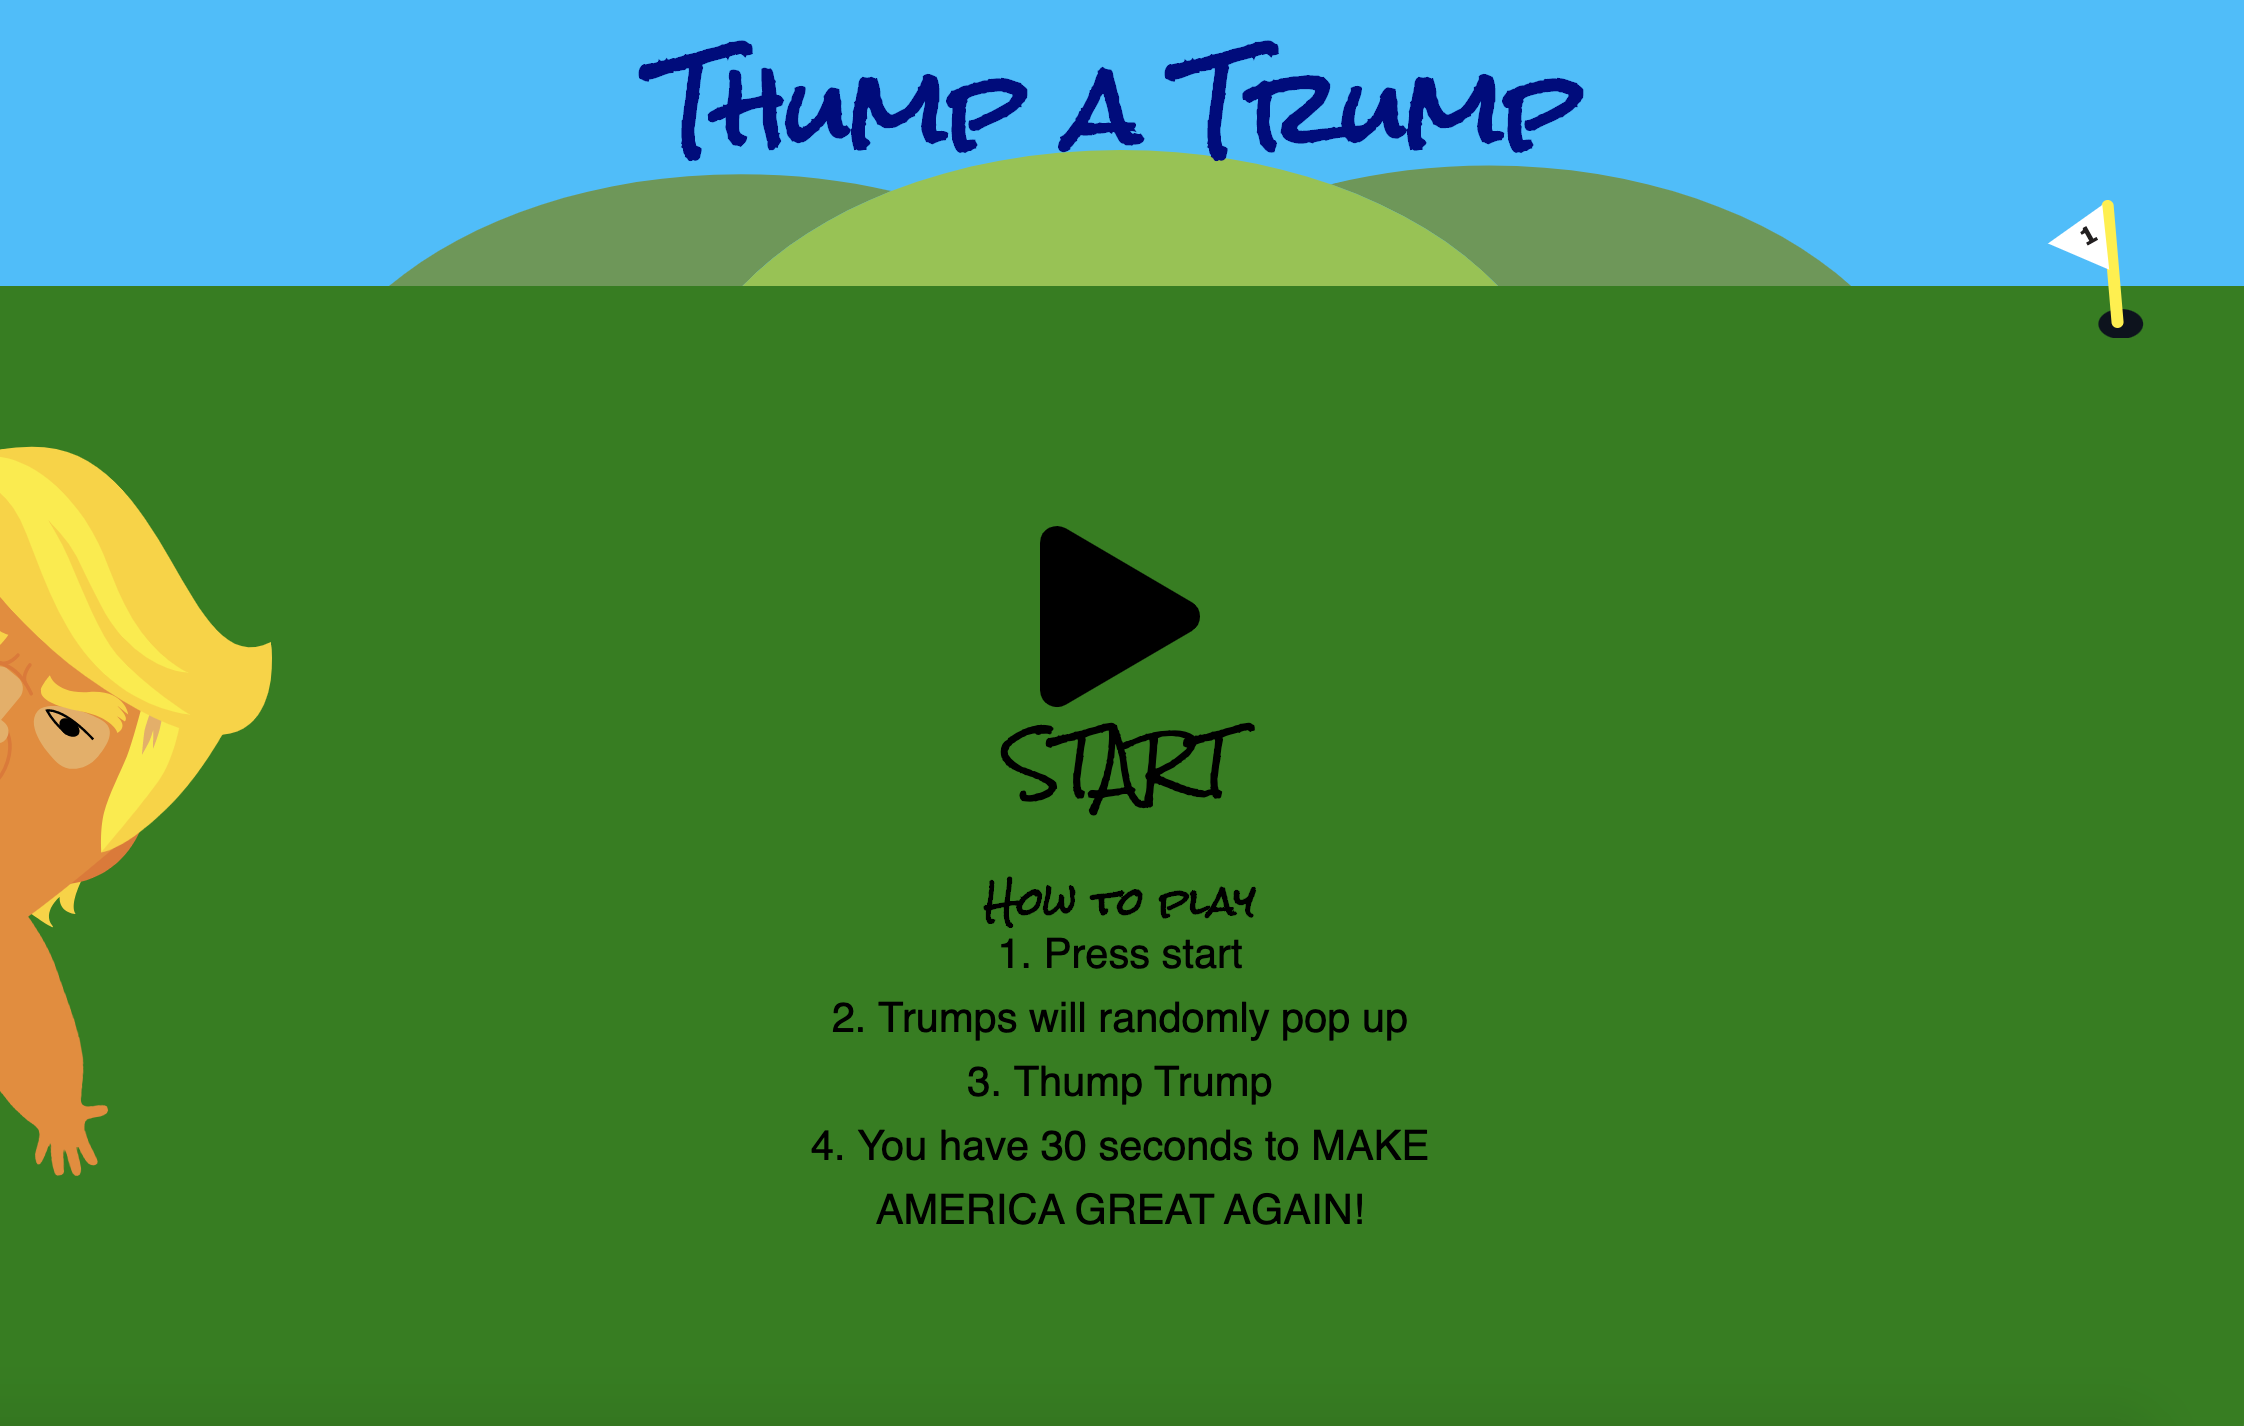 Thump a Trump
1
START
How to play
1. Press start
2. Trumps will randomly pop up
3. Thump Trump
4. You have 30 seconds to MAKE
AMERICA GREAT AGAIN!